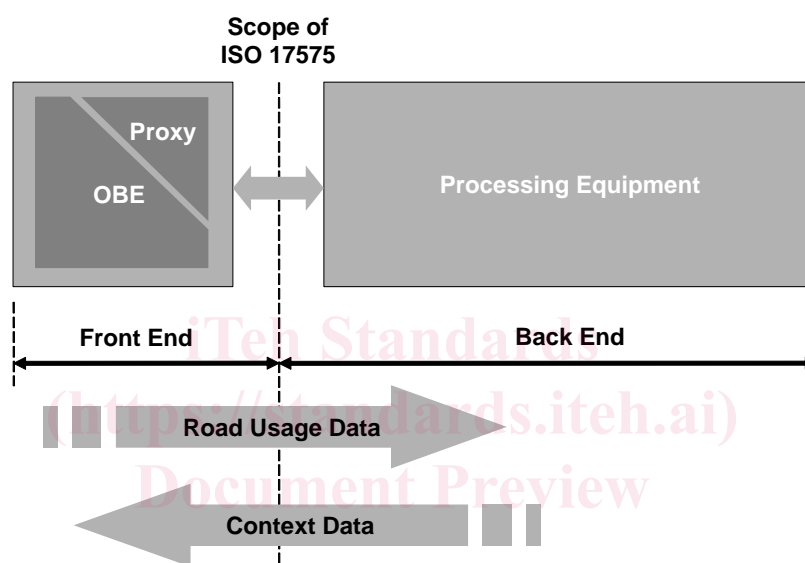 Scope of
ISO 17575
Proxy
OBE
Processing Equipment
Front End
Back End
iTeh Standards
(https://standards.iteh.ai)
Road Usage Data
Document Preview
Context Data